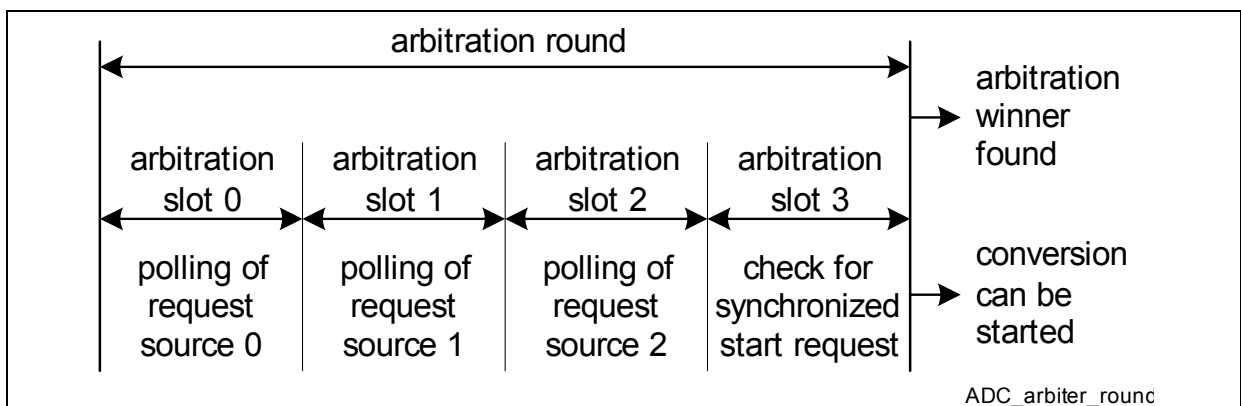 arbitration round
arbitration
winner
found
arbitration
slot 0
arbitration
slot 1
arbitration
slot 2
arbitration
slot 3
polling of
request
source 0
polling of
request
source 1
polling of
request
source 2
check for
synchronized
start request
conversion
can be
started
ADC_arbiter_round